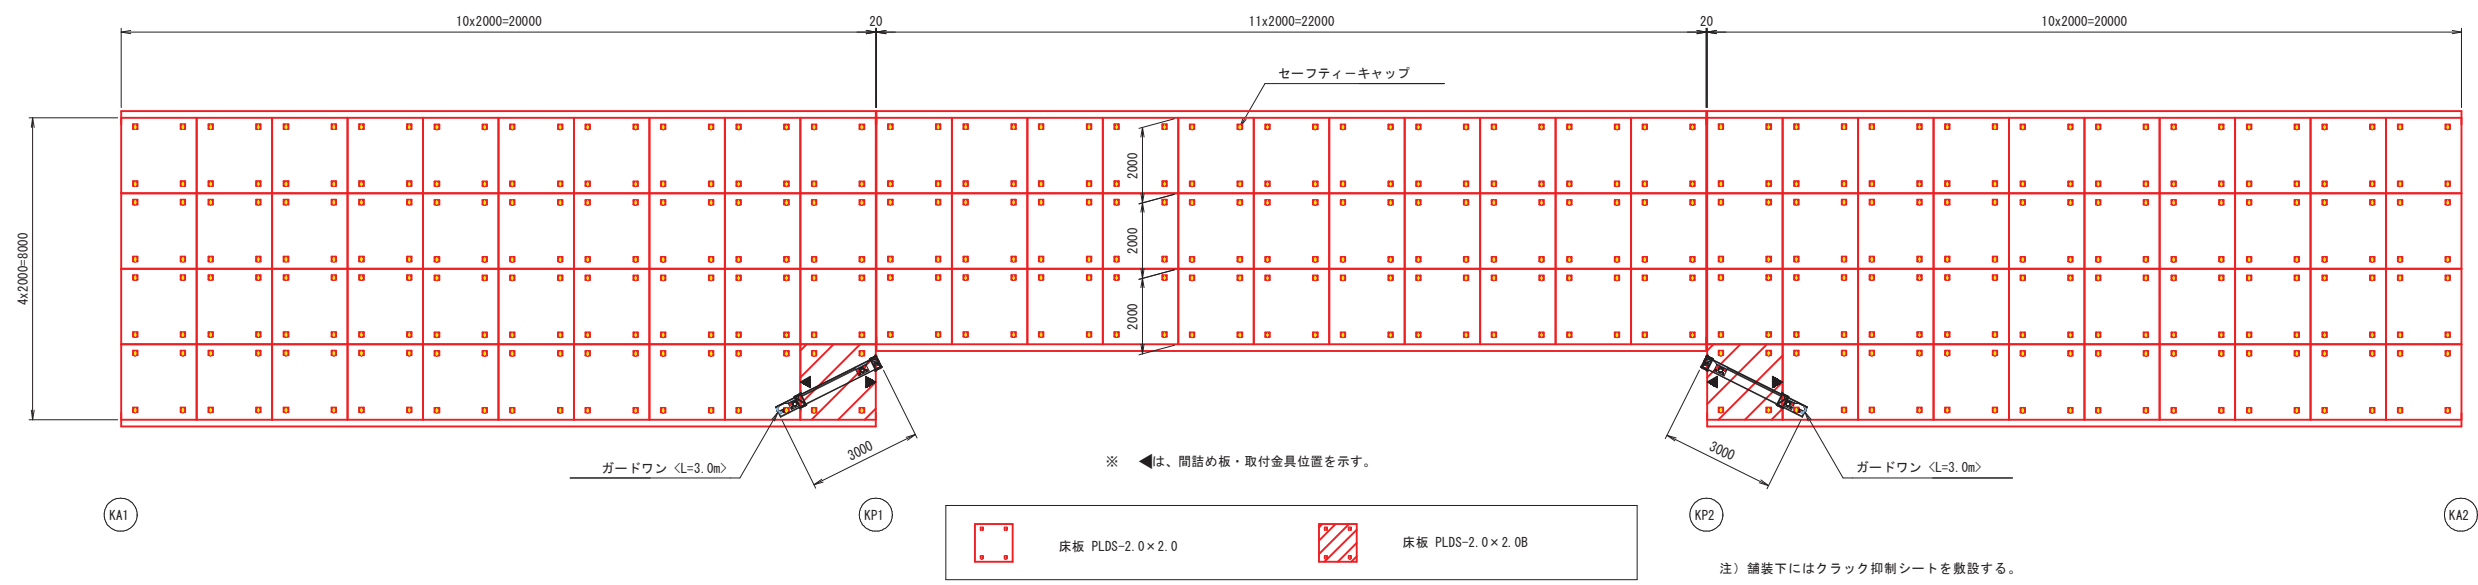 10x2000=20000
20
11x2000=22000
20
10x2000=20000
セーフティーキャップ
4x2000=8000
2000
2000
2000
3000
3000
ガードワン <L=3.0m>
※ ◀は、間詰め板・取付金具位置を示す。
ガードワン <L=3.0m>
KA1
KP1
KP2
KA2
床板 PLDS-2.0×2.0
床板 PLDS-2.0×2.0B
注）舗装下にはクラック抑制シートを敷設する。